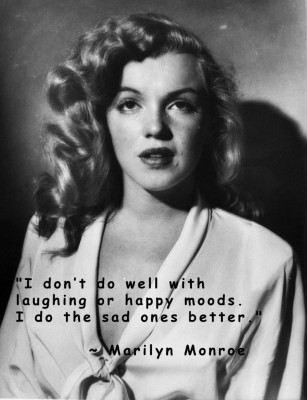 "I don't do well with
laughing or happy moods.
I do the sad ones better."
~ Marilyn Monroe